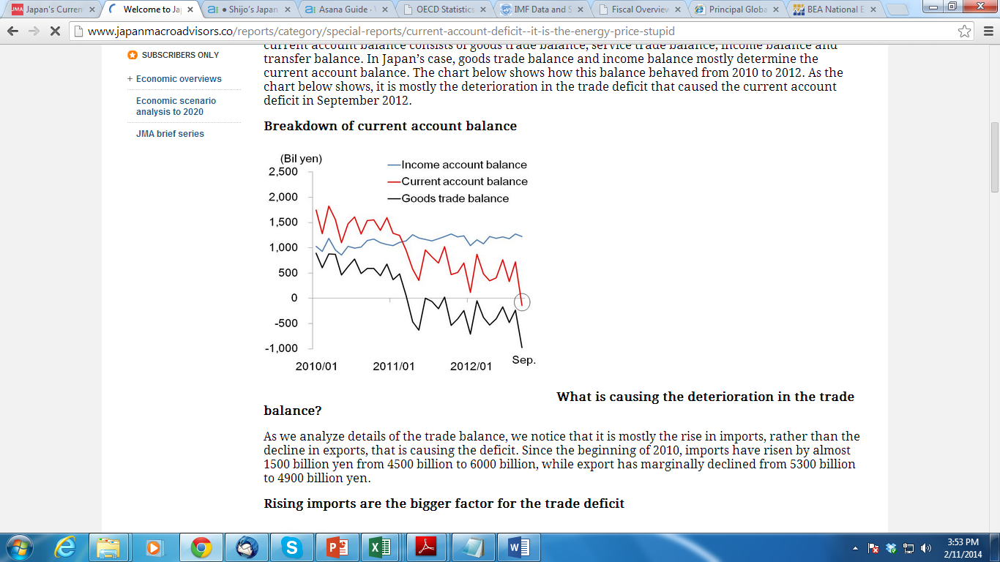 Japan's Curren
Welcome to Ja
Shijo's Japan
Asana Guide -
OECD Statistics
IMF Data and S
Fiscal Overview
Principal Globa
BEA National E
www.japanmacroadvisors.co/reports/category/special-reports/current-account-deficit--it-is-the-energy-price-stupid
SUBSCRIBERS ONLY
+ Economic overviews
Economic scenario
analysis to 2020
JMA brief series
current account balance consists of goods trade balance, service trade balance, income balance and
transfer balance. In Japan’s case, goods trade balance and income balance mostly determine the
current account balance. The chart below shows how this balance behaved from 2010 to 2012. As the
chart below shows, it is mostly the deterioration in the trade deficit that caused the current account
deficit in September 2012.
Breakdown of current account balance
(Bil yen)
Income account balance
Current account balance
Goods trade balance
2,500
2,000
1,500
1,000
500
0
-500
-1,000
2010/01
2011/01
2012/01
Sep.
What is causing the deterioration in the trade
balance?
As we analyze details of the trade balance, we notice that it is mostly the rise in imports, rather than the
decline in exports, that is causing the deficit. Since the beginning of 2010, imports have risen by almost
1500 billion yen from 4500 billion to 6000 billion, while export has marginally declined from 5300 billion
to 4900 billion yen.
Rising imports are the bigger factor for the trade deficit
3:53 PM
2/11/2014